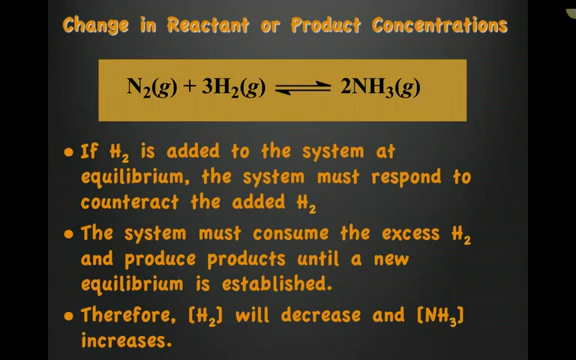 Change in Reactant or Product Concentrations
N₂(g) + 3H₂(g) ⇌ 2NH₃(g)
• If H₂ is added to the system at
equilibrium, the system must respond to
counteract the added H₂
• The system must consume the excess H₂
and produce products until a new
equilibrium is established.
• Therefore, [H₂] will decrease and [NH₃]
increases.